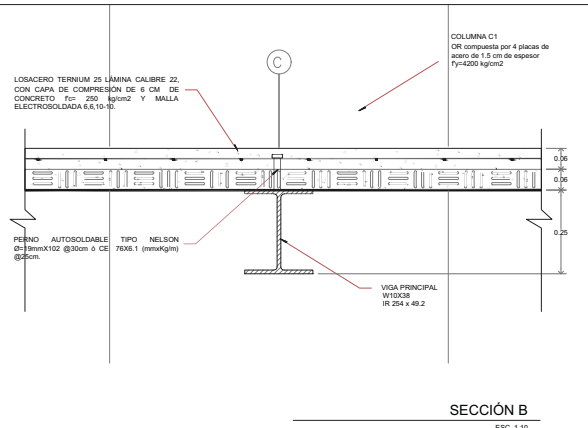 COLUMNA C1
OR compuesta por 4 placas de
acero de 1.5 cm de espesor
f'y=4200 kg/cm2
C
LOSACERO TERNIUM 25 LÁMINA CALIBRE 22,
CON CAPA DE COMPRESIÓN DE 6 CM DE
CONCRETO f'c= 250 kg/cm2 Y MALLA
ELECTROSOLDADA 6,6,10-10.
0.06
0.06
0.25
PERNO AUTOSOLDABLE TIPO NELSON
Ø=19mmX102 @30cm ó CE 76X6.1 (mmxKg/m)
@25cm.
VIGA PRINCIPAL
W10X38
IR 254 x 49.2
SECCIÓN B
ESC. 1.10